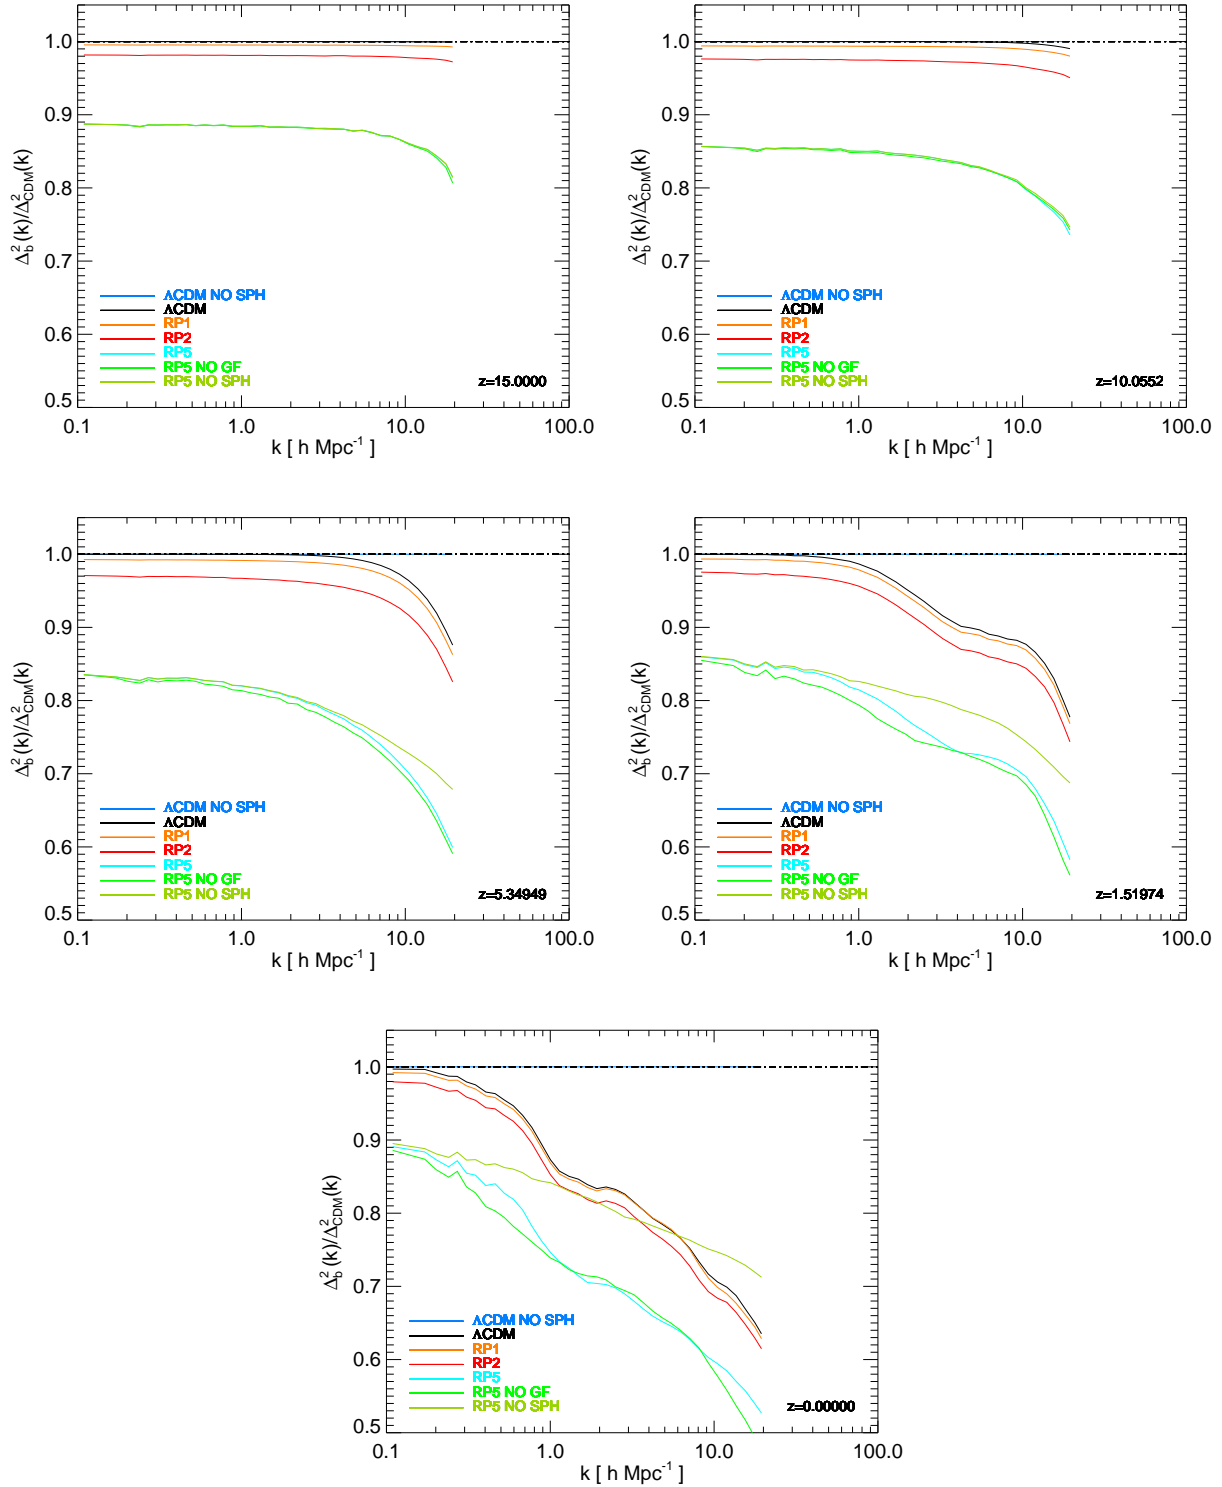 1.0
0.9
0.8
0.7
0.6
0.5
Δ²b(k)/Δ²CDM(k)
ΛCDM NO SPH
ΛCDM
RP1
RP2
RP5
RP5 NO GF
RP5 NO SPH
z=15.0000
0.1 1.0 10.0 100.0
k [ h Mpc⁻¹ ]
1.0
0.9
0.8
0.7
0.6
0.5
Δ²b(k)/Δ²CDM(k)
ΛCDM NO SPH
ΛCDM
RP1
RP2
RP5
RP5 NO GF
RP5 NO SPH
z=10.0552
0.1 1.0 10.0 100.0
k [ h Mpc⁻¹ ]
1.0
0.9
0.8
0.7
0.6
0.5
Δ²b(k)/Δ²CDM(k)
ΛCDM NO SPH
ΛCDM
RP1
RP2
RP5
RP5 NO GF
RP5 NO SPH
z=5.34949
0.1 1.0 10.0 100.0
k [ h Mpc⁻¹ ]
1.0
0.9
0.8
0.7
0.6
0.5
Δ²b(k)/Δ²CDM(k)
ΛCDM NO SPH
ΛCDM
RP1
RP2
RP5
RP5 NO GF
RP5 NO SPH
z=1.51974
0.1 1.0 10.0 100.0
k [ h Mpc⁻¹ ]
1.0
0.9
0.8
0.7
0.6
0.5
Δ²b(k)/Δ²CDM(k)
ΛCDM NO SPH
ΛCDM
RP1
RP2
RP5
RP5 NO GF
RP5 NO SPH
z=0.00000
0.1 1.0 10.0 100.0
k [ h Mpc⁻¹ ]